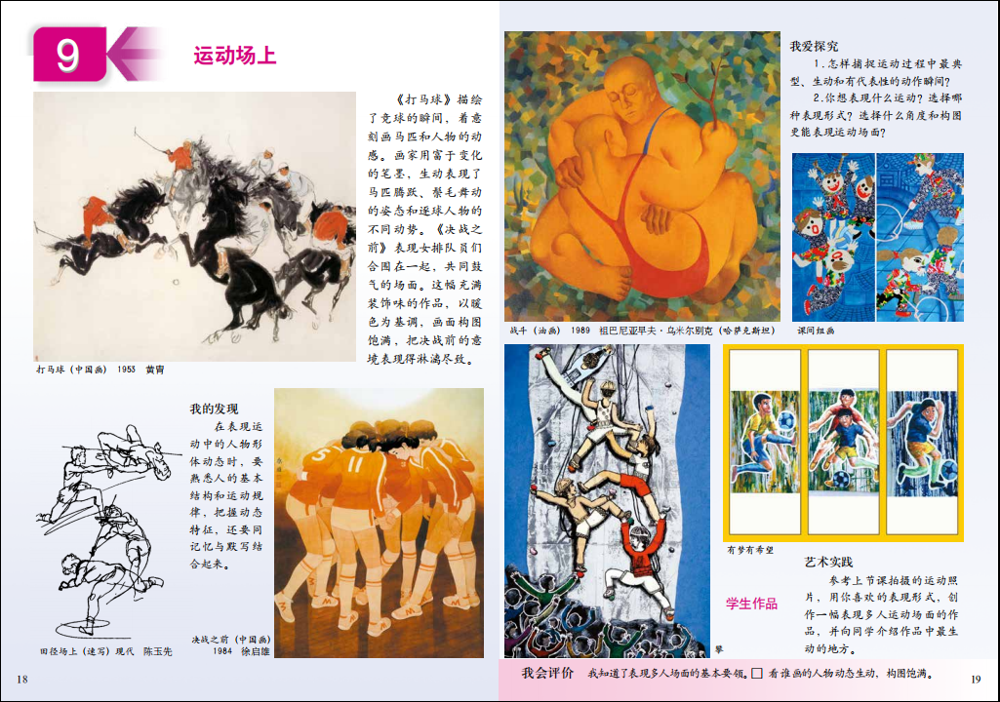 9
运动场上
《打马球》描绘
了竞球的瞬间，着意
刻画马匹和人物的动
感。画家用富于变化
的笔墨，生动表现了
马匹腾跃、鬃毛舞动
的姿态和逐球人物的
不同动势。《决战之
前》表现女排队员们
合围在一起，共同鼓
气的场面。这幅充满
装饰味的作品，以暖
色为基调，画面构图
饱满，把决战前的意
境表现得淋漓尽致。
打马球（中国画） 1953 黄胄
我的发现
在表现运
动中的人物形
体动态时，要
熟悉人的基本
结构和运动规
律，把握动态
特征，还要同
记忆与默写结
合起来。
5
11
田径场上（速写）现代 陈玉先
决战之前（中国画）
1984 徐启雄
18
战斗（油画） 1989 祖巴尼亚早夫·乌米尔别克（哈萨克斯坦）
我爱探究
1.怎样捕捉运动过程中最典
型、生动和有代表性的动作瞬间？
2.你想表现什么运动？选择哪
种表现形式？选择什么角度和构图
更能表现运动场面？
课间组画
攀
有梦有希望
学生作品
艺术实践
参考上节课拍摄的运动照
片，用你喜欢的表现形式，创
作一幅表现多人运动场面的作
品，并向同学介绍作品中最生
动的地方。
我会评价 我知道了表现多人场面的基本要领。□ 看谁画的人物动态生动，构图饱满。
19